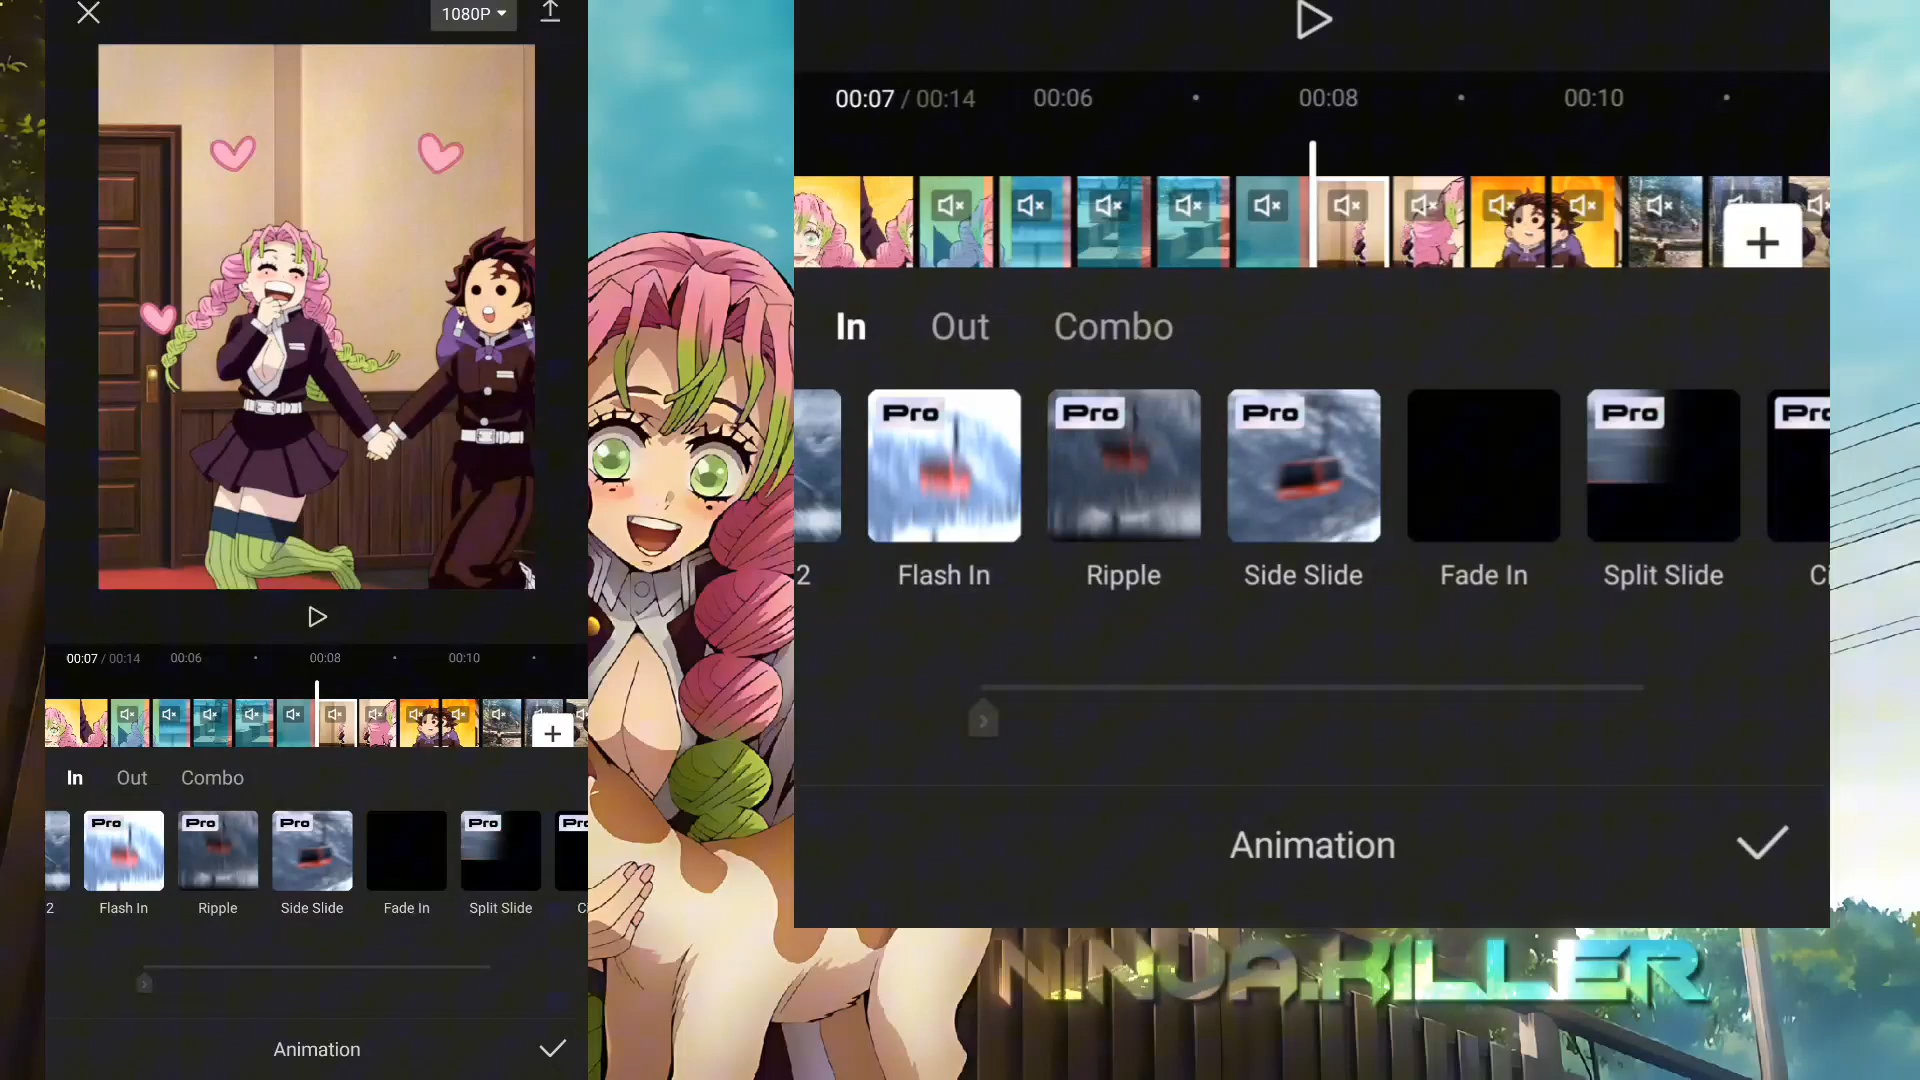 1080P
00:07 / 00:14 00:06 00:08 00:10
In Out Combo
Pro Pro Pro Pro Pro
2 Flash In Ripple Side Slide Fade In Split Slide C
Animation
00:07 / 00:14 00:06 00:08 00:10
In Out Combo
Pro Pro Pro Pro Pro
2 Flash In Ripple Side Slide Fade In Split Slide Ci
Animation
NINJA.KILLER